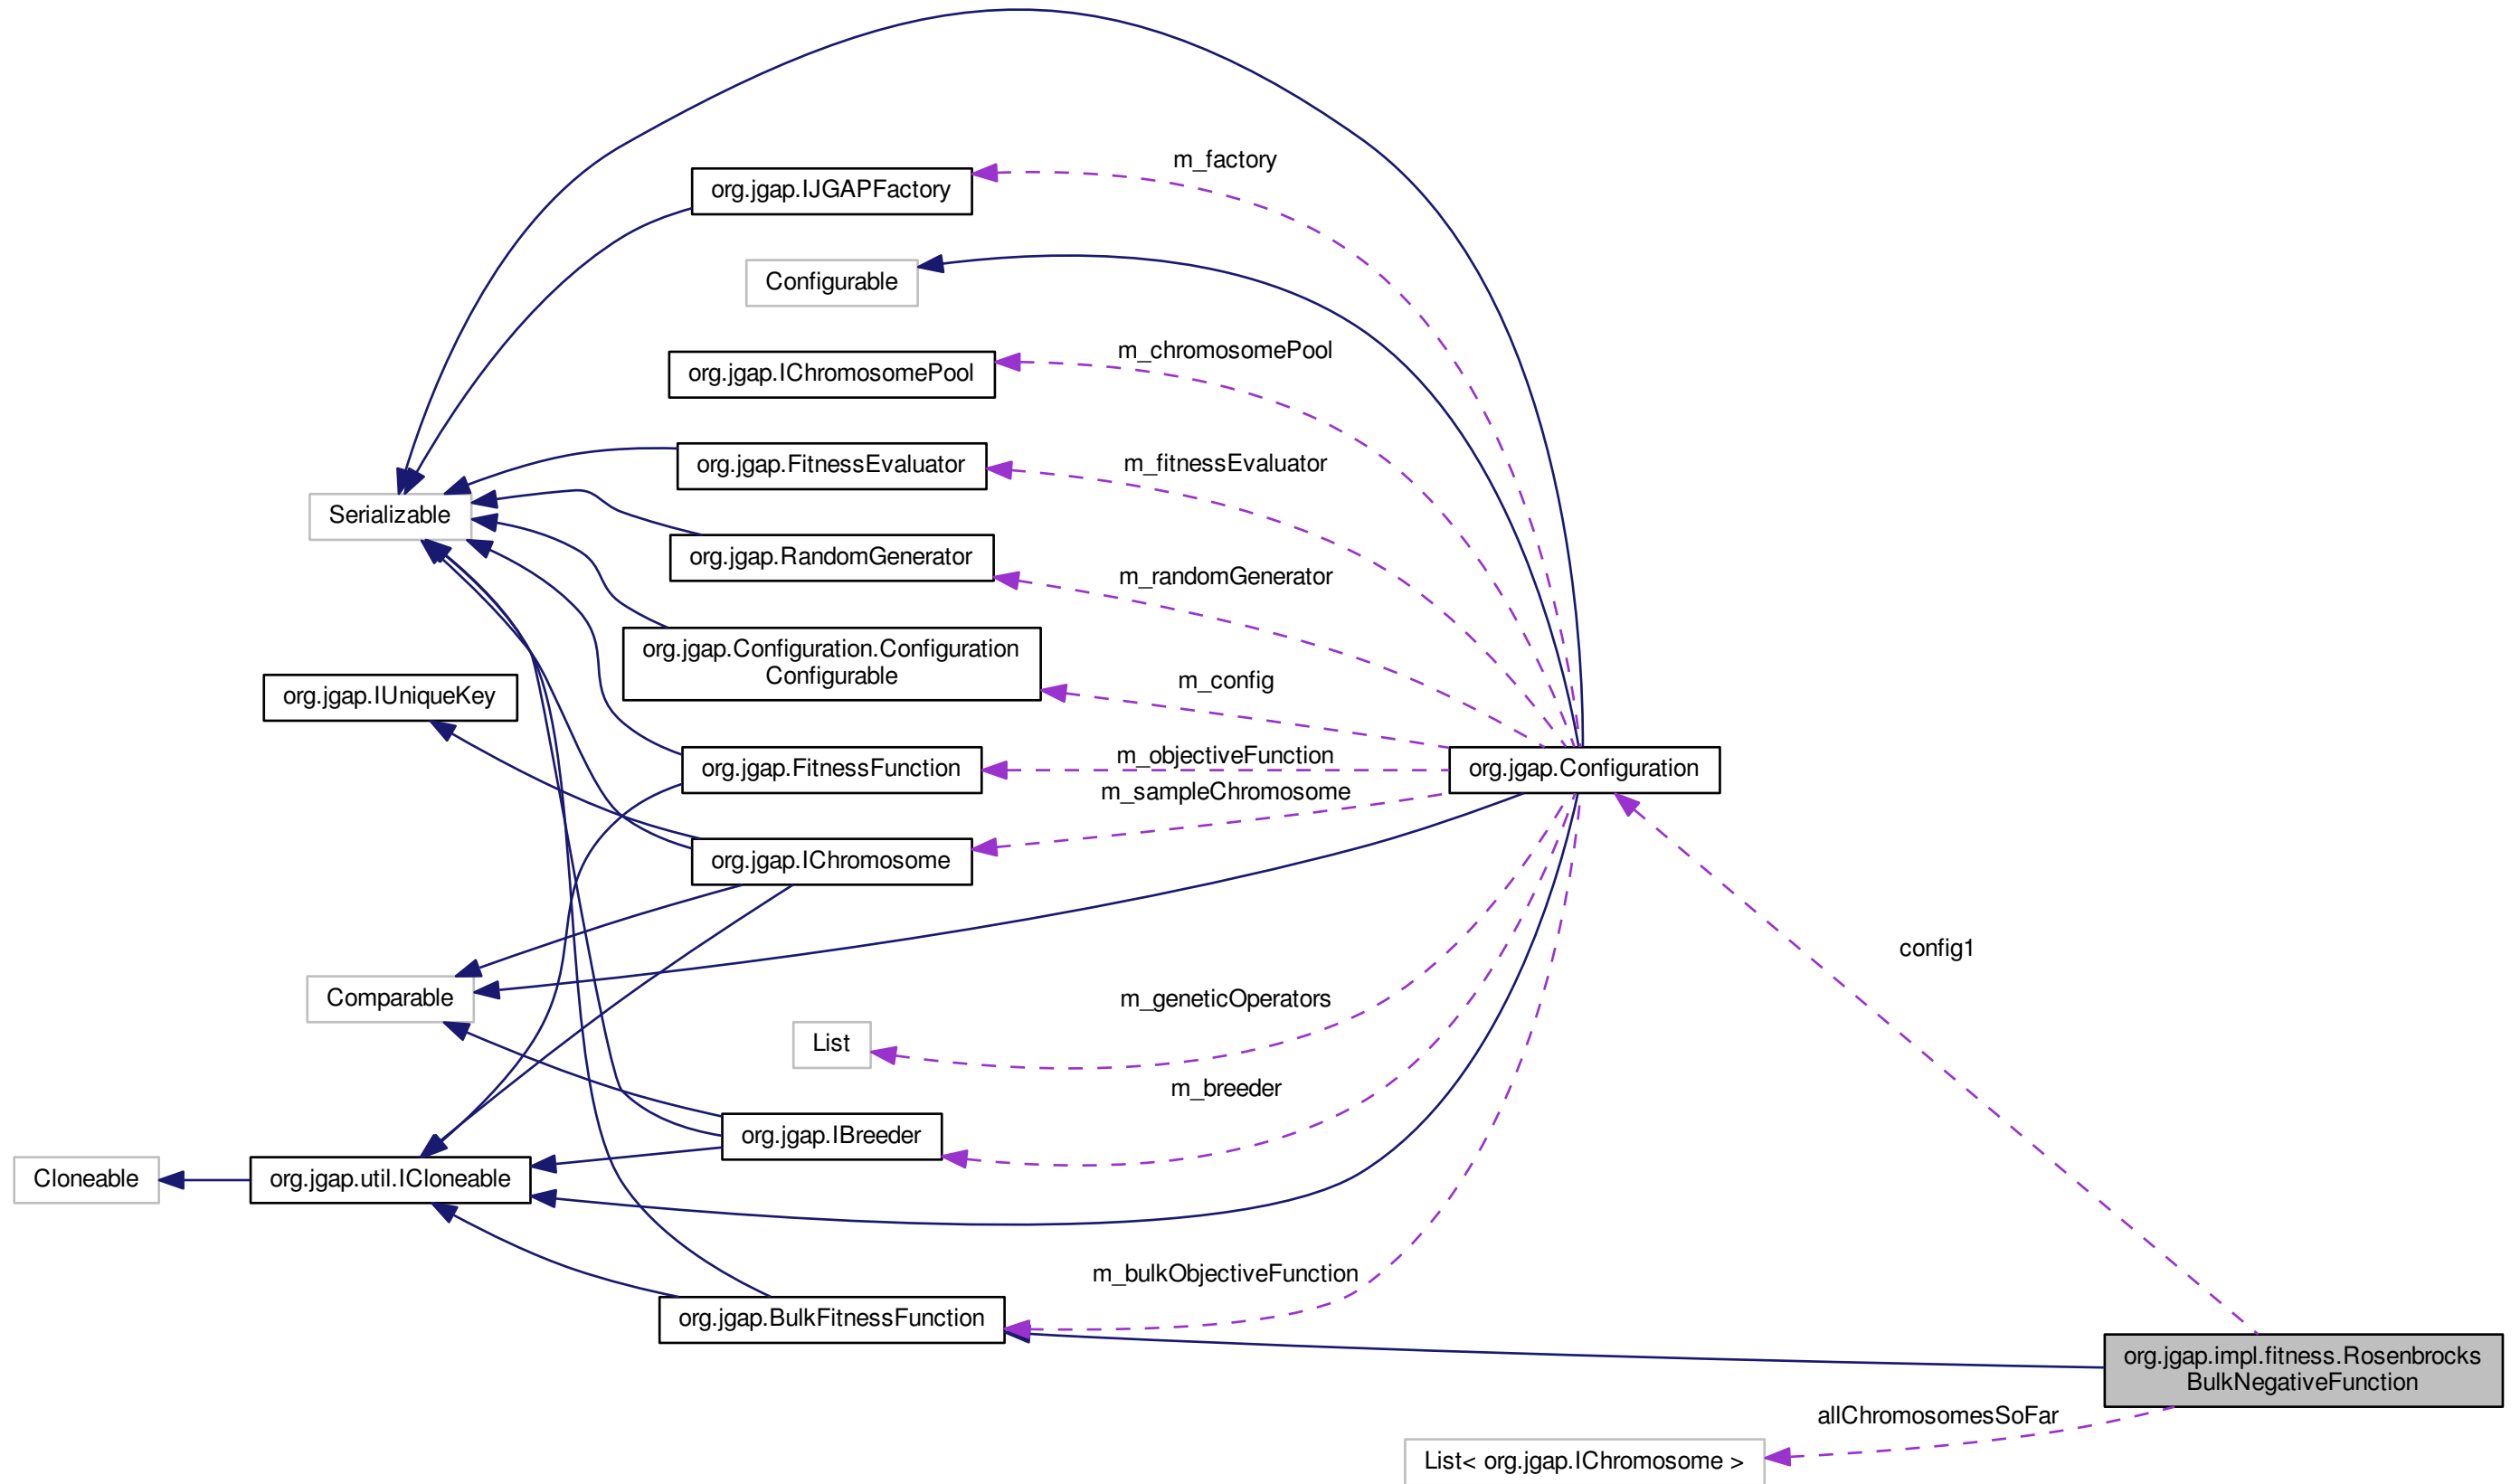 m_factory
org.jgap.IJGAPFactory
Configurable
m_chromosomePool
org.jgap.IChromosomePool
m_fitnessEvaluator
org.jgap.FitnessEvaluator
Serializable
org.jgap.RandomGenerator
m_randomGenerator
org.jgap.Configuration.Configuration
Configurable
m_config
org.jgap.IUniqueKey
m_objectiveFunction
org.jgap.FitnessFunction
org.jgap.Configuration
m_sampleChromosome
org.jgap.IChromosome
config1
Comparable
m_geneticOperators
List
m_breeder
org.jgap.IBreeder
Cloneable
org.jgap.util.ICloneable
m_bulkObjectiveFunction
org.jgap.BulkFitnessFunction
org.jgap.impl.fitness.Rosenbrocks
BulkNegativeFunction
allChromosomesSoFar
List< org.jgap.IChromosome >